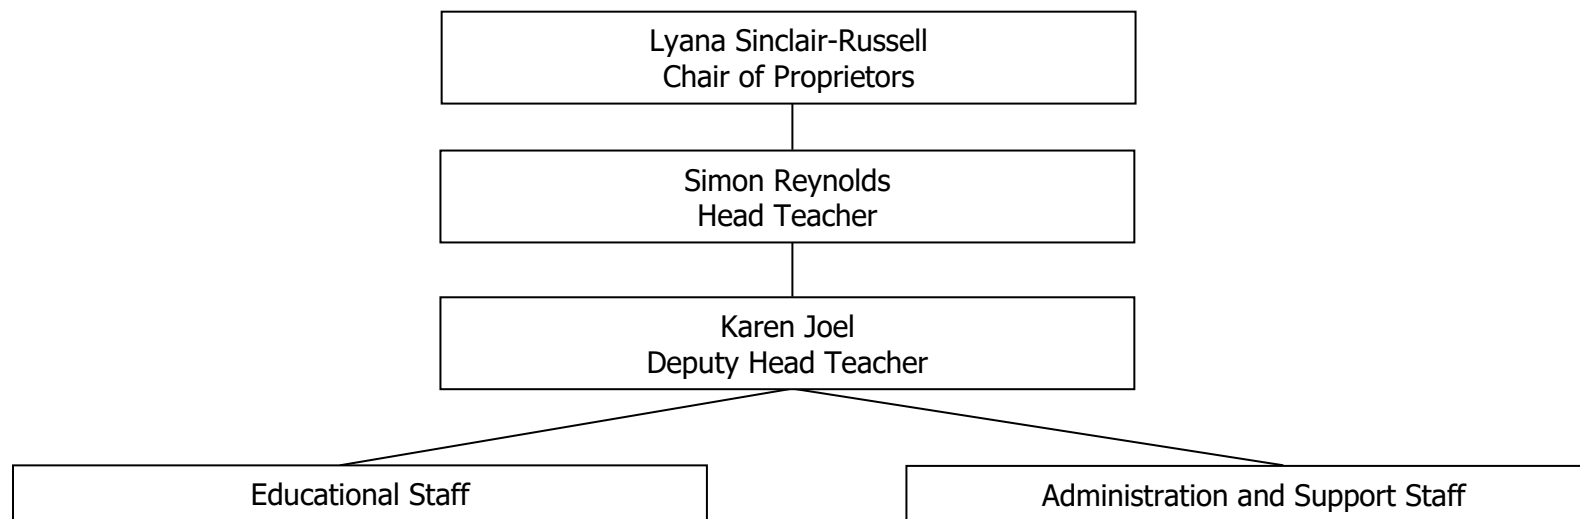 Lyana Sinclair-Russell
Chair of Proprietors
Simon Reynolds
Head Teacher
Karen Joel
Deputy Head Teacher
Educational Staff
Administration and Support Staff